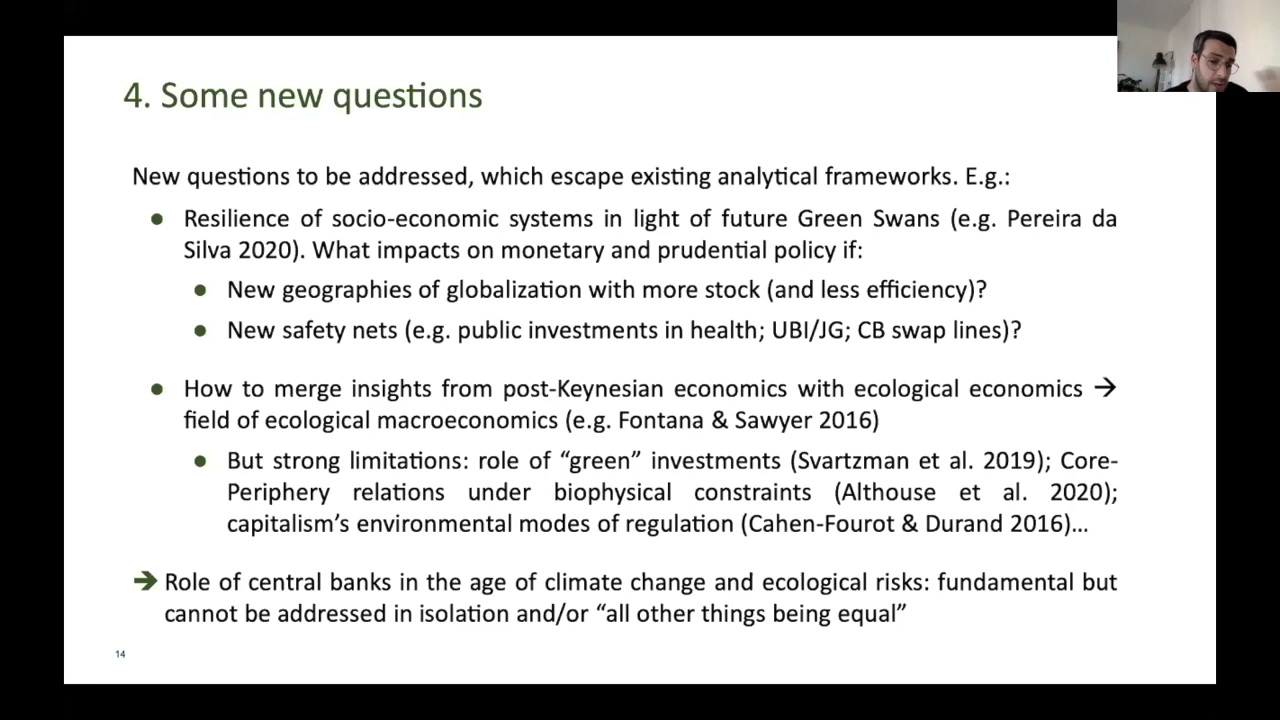 4. Some new questions
New questions to be addressed, which escape existing analytical frameworks. E.g.:
● Resilience of socio-economic systems in light of future Green Swans (e.g. Pereira da
Silva 2020). What impacts on monetary and prudential policy if:
● New geographies of globalization with more stock (and less efficiency)?
● New safety nets (e.g. public investments in health; UBI/JG; CB swap lines)?
● How to merge insights from post-Keynesian economics with ecological economics →
field of ecological macroeconomics (e.g. Fontana & Sawyer 2016)
● But strong limitations: role of “green” investments (Svartzman et al. 2019); Core-
Periphery relations under biophysical constraints (Althouse et al. 2020);
capitalism’s environmental modes of regulation (Cahen-Fourot & Durand 2016)…
➔ Role of central banks in the age of climate change and ecological risks: fundamental but
cannot be addressed in isolation and/or “all other things being equal”
14